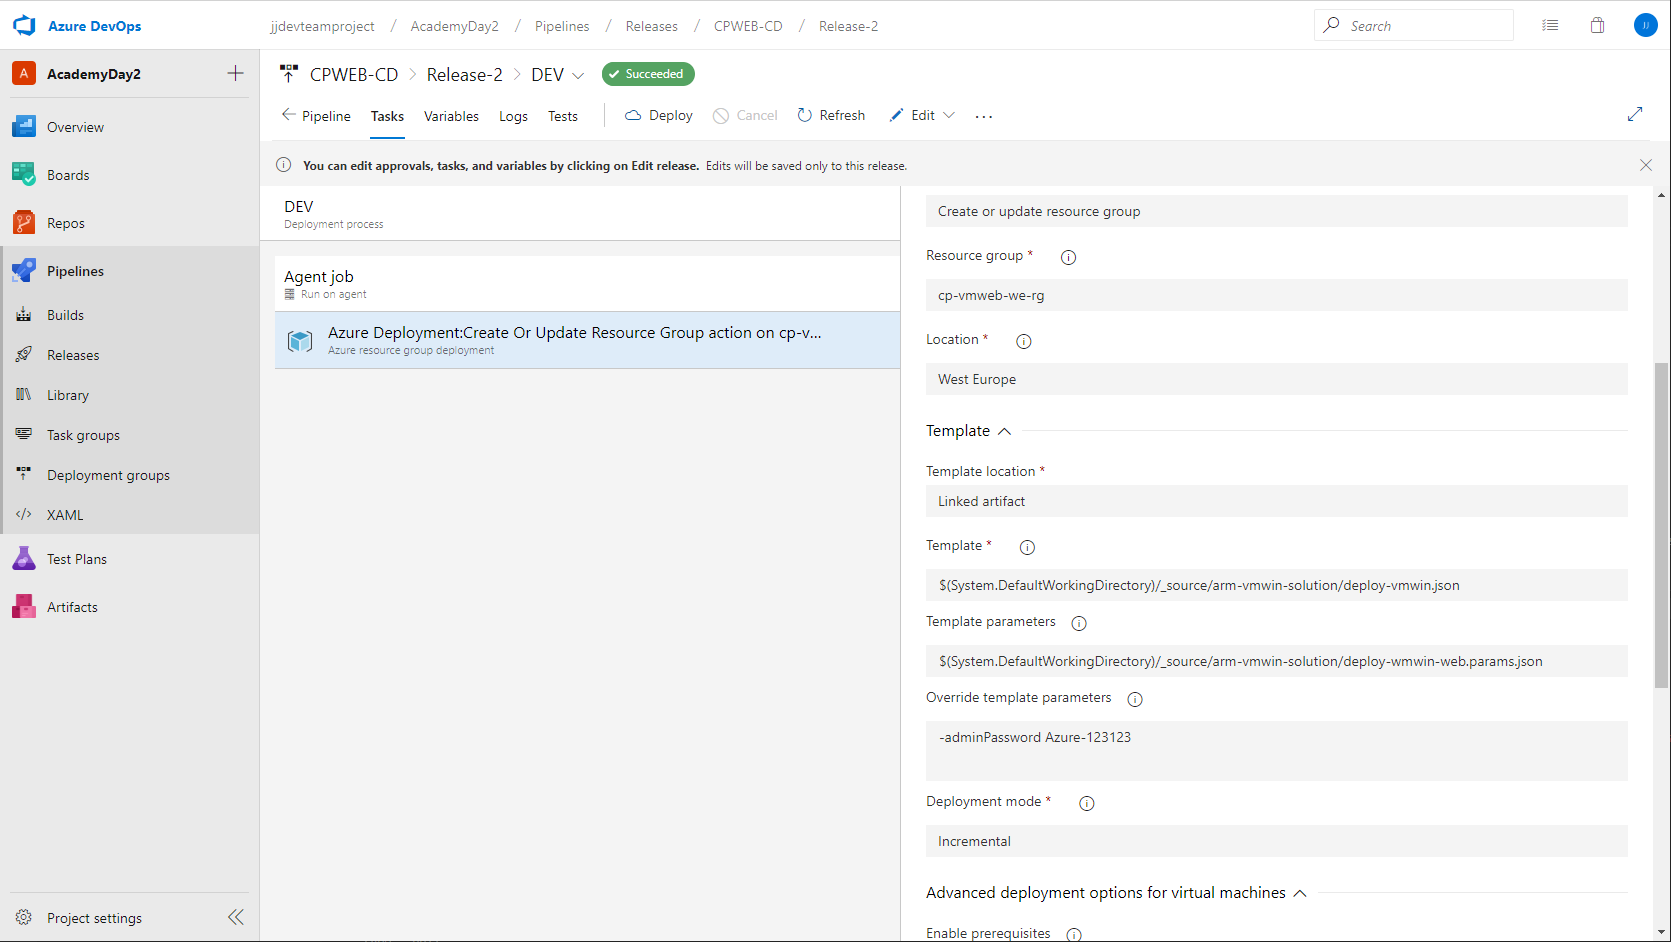 Azure DevOps
jjdevteamproject / AcademyDay2 / Pipelines / Releases / CPWEB-CD / Release-2
Search
JJ
A AcademyDay2
Overview
Boards
Repos
Pipelines
Builds
Releases
Library
Task groups
Deployment groups
XAML
Test Plans
Artifacts
Project settings
CPWEB-CD > Release-2 > DEV
Succeeded
Pipeline Tasks Variables Logs Tests Deploy Cancel Refresh Edit ...
You can edit approvals, tasks, and variables by clicking on Edit release. Edits will be saved only to this release.
DEV
Deployment process
Agent job
Run on agent
Azure Deployment:Create Or Update Resource Group action on cp-v...
Azure resource group deployment
Create or update resource group
Resource group *
cp-vmweb-we-rg
Location *
West Europe
Template
Template location *
Linked artifact
Template *
$(System.DefaultWorkingDirectory)/_source/arm-vmwin-solution/deploy-vmwin.json
Template parameters
$(System.DefaultWorkingDirectory)/_source/arm-vmwin-solution/deploy-wmwin-web.params.json
Override template parameters
-adminPassword Azure-123123
Deployment mode *
Incremental
Advanced deployment options for virtual machines
Enable prerequisites